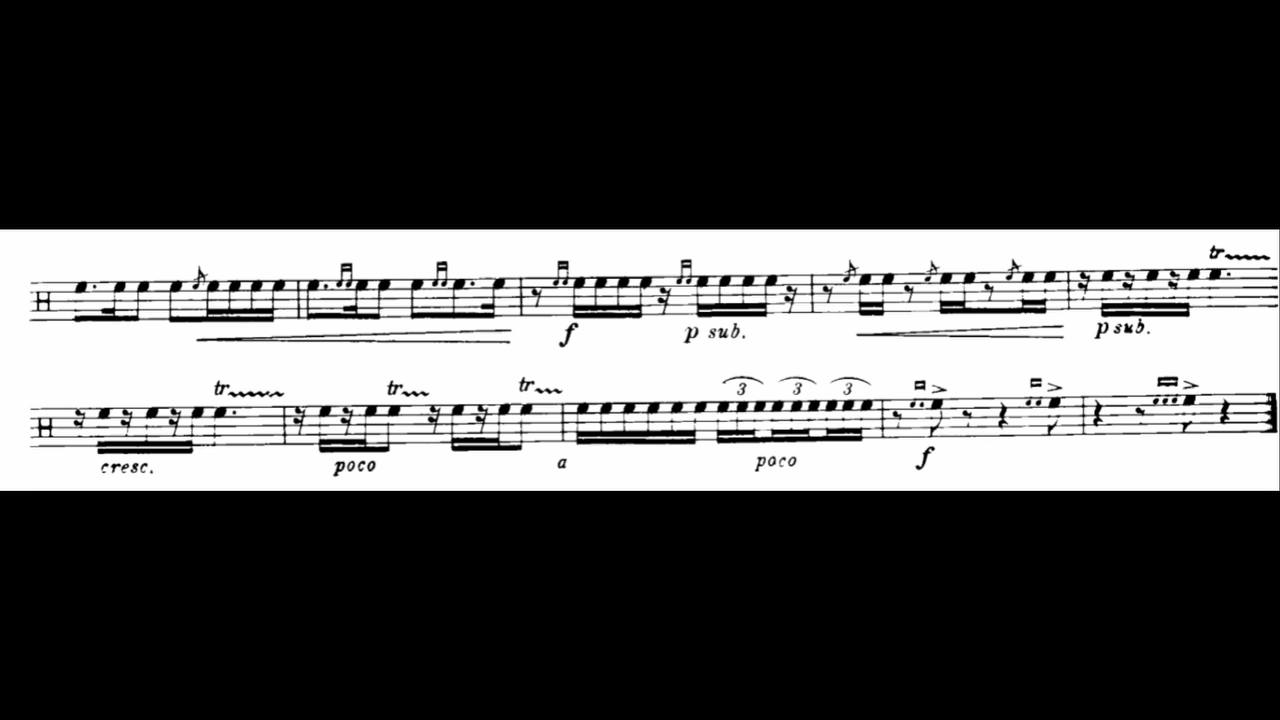 tr
f p sub. p sub.
tr tr tr 3 3 3
cresc. poco a poco f